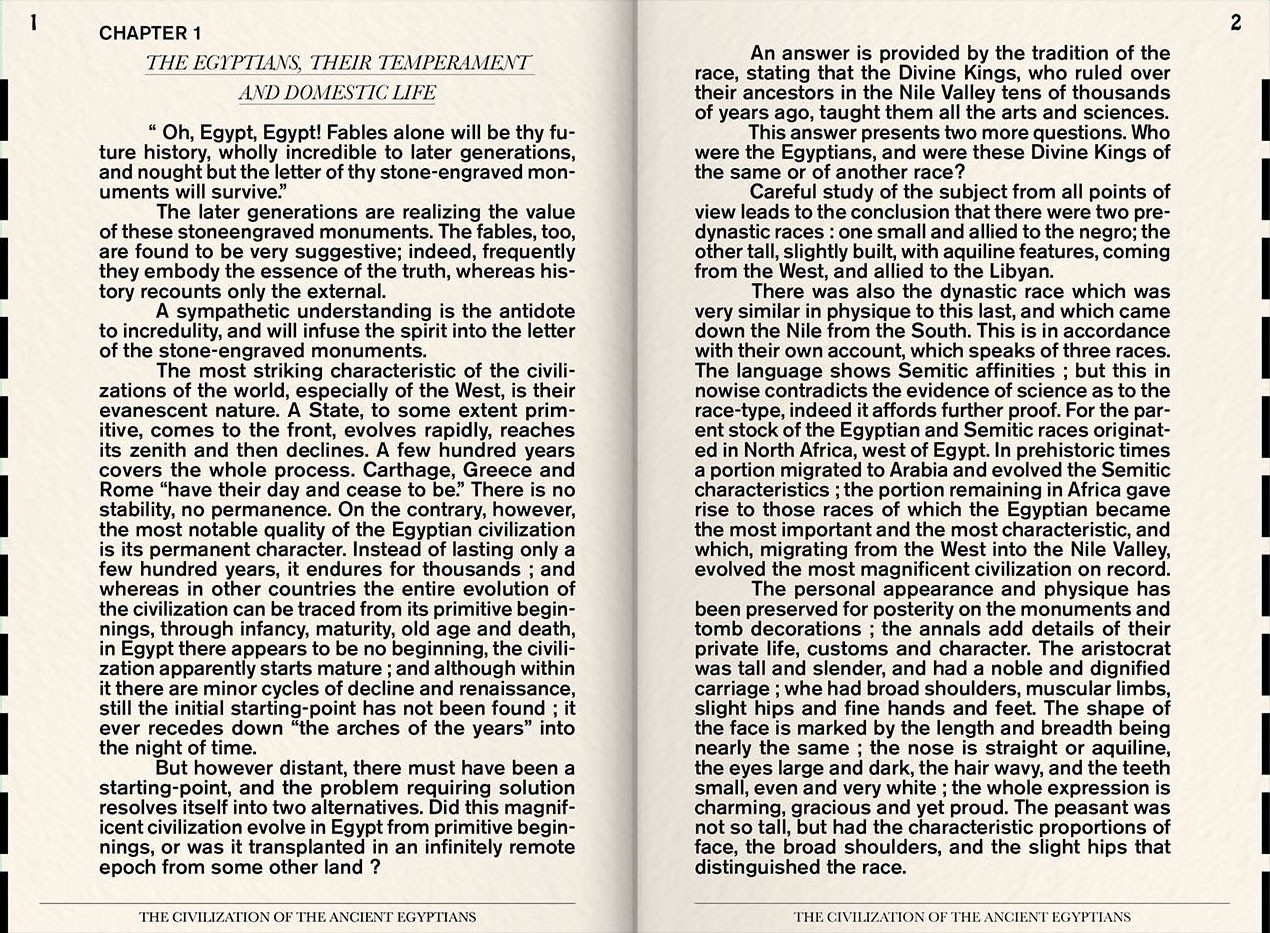 1
CHAPTER 1
THE EGYPTIANS, THEIR TEMPERAMENT
AND DOMESTIC LIFE
“ Oh, Egypt, Egypt! Fables alone will be thy fu-
ture history, wholly incredible to later generations,
and nought but the letter of thy stone-engraved mon-
uments will survive.”
The later generations are realizing the value
of these stoneengraved monuments. The fables, too,
are found to be very suggestive; indeed, frequently
they embody the essence of the truth, whereas his-
tory recounts only the external.
A sympathetic understanding is the antidote
to incredulity, and will infuse the spirit into the letter
of the stone-engraved monuments.
The most striking characteristic of the civili-
zations of the world, especially of the West, is their
evanescent nature. A State, to some extent prim-
itive, comes to the front, evolves rapidly, reaches
its zenith and then declines. A few hundred years
covers the whole process. Carthage, Greece and
Rome “have their day and cease to be.” There is no
stability, no permanence. On the contrary, however,
the most notable quality of the Egyptian civilization
is its permanent character. Instead of lasting only a
few hundred years, it endures for thousands ; and
whereas in other countries the entire evolution of
the civilization can be traced from its primitive begin-
nings, through infancy, maturity, old age and death,
in Egypt there appears to be no beginning, the civili-
zation apparently starts mature ; and although within
it there are minor cycles of decline and renaissance,
still the initial starting-point has not been found ; it
ever recedes down “the arches of the years” into
the night of time.
But however distant, there must have been a
starting-point, and the problem requiring solution
resolves itself into two alternatives. Did this magnif-
icent civilization evolve in Egypt from primitive begin-
nings, or was it transplanted in an infinitely remote
epoch from some other land ?
THE CIVILIZATION OF THE ANCIENT EGYPTIANS
2
An answer is provided by the tradition of the
race, stating that the Divine Kings, who ruled over
their ancestors in the Nile Valley tens of thousands
of years ago, taught them all the arts and sciences.
This answer presents two more questions. Who
were the Egyptians, and were these Divine Kings of
the same or of another race?
Careful study of the subject from all points of
view leads to the conclusion that there were two pre-
dynastic races : one small and allied to the negro; the
other tall, slightly built, with aquiline features, coming
from the West, and allied to the Libyan.
There was also the dynastic race which was
very similar in physique to this last, and which came
down the Nile from the South. This is in accordance
with their own account, which speaks of three races.
The language shows Semitic affinities ; but this in
nowise contradicts the evidence of science as to the
race-type, indeed it affords further proof. For the par-
ent stock of the Egyptian and Semitic races originat-
ed in North Africa, west of Egypt. In prehistoric times
a portion migrated to Arabia and evolved the Semitic
characteristics ; the portion remaining in Africa gave
rise to those races of which the Egyptian became
the most important and the most characteristic, and
which, migrating from the West into the Nile Valley,
evolved the most magnificent civilization on record.
The personal appearance and physique has
been preserved for posterity on the monuments and
tomb decorations ; the annals add details of their
private life, customs and character. The aristocrat
was tall and slender, and had a noble and dignified
carriage ; whe had broad shoulders, muscular limbs,
slight hips and fine hands and feet. The shape of
the face is marked by the length and breadth being
nearly the same ; the nose is straight or aquiline,
the eyes large and dark, the hair wavy, and the teeth
small, even and very white ; the whole expression is
charming, gracious and yet proud. The peasant was
not so tall, but had the characteristic proportions of
face, the broad shoulders, and the slight hips that
distinguished the race.
THE CIVILIZATION OF THE ANCIENT EGYPTIANS